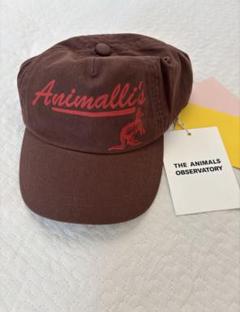 Animalli's
THE ANIMALS
OBSERVATORY